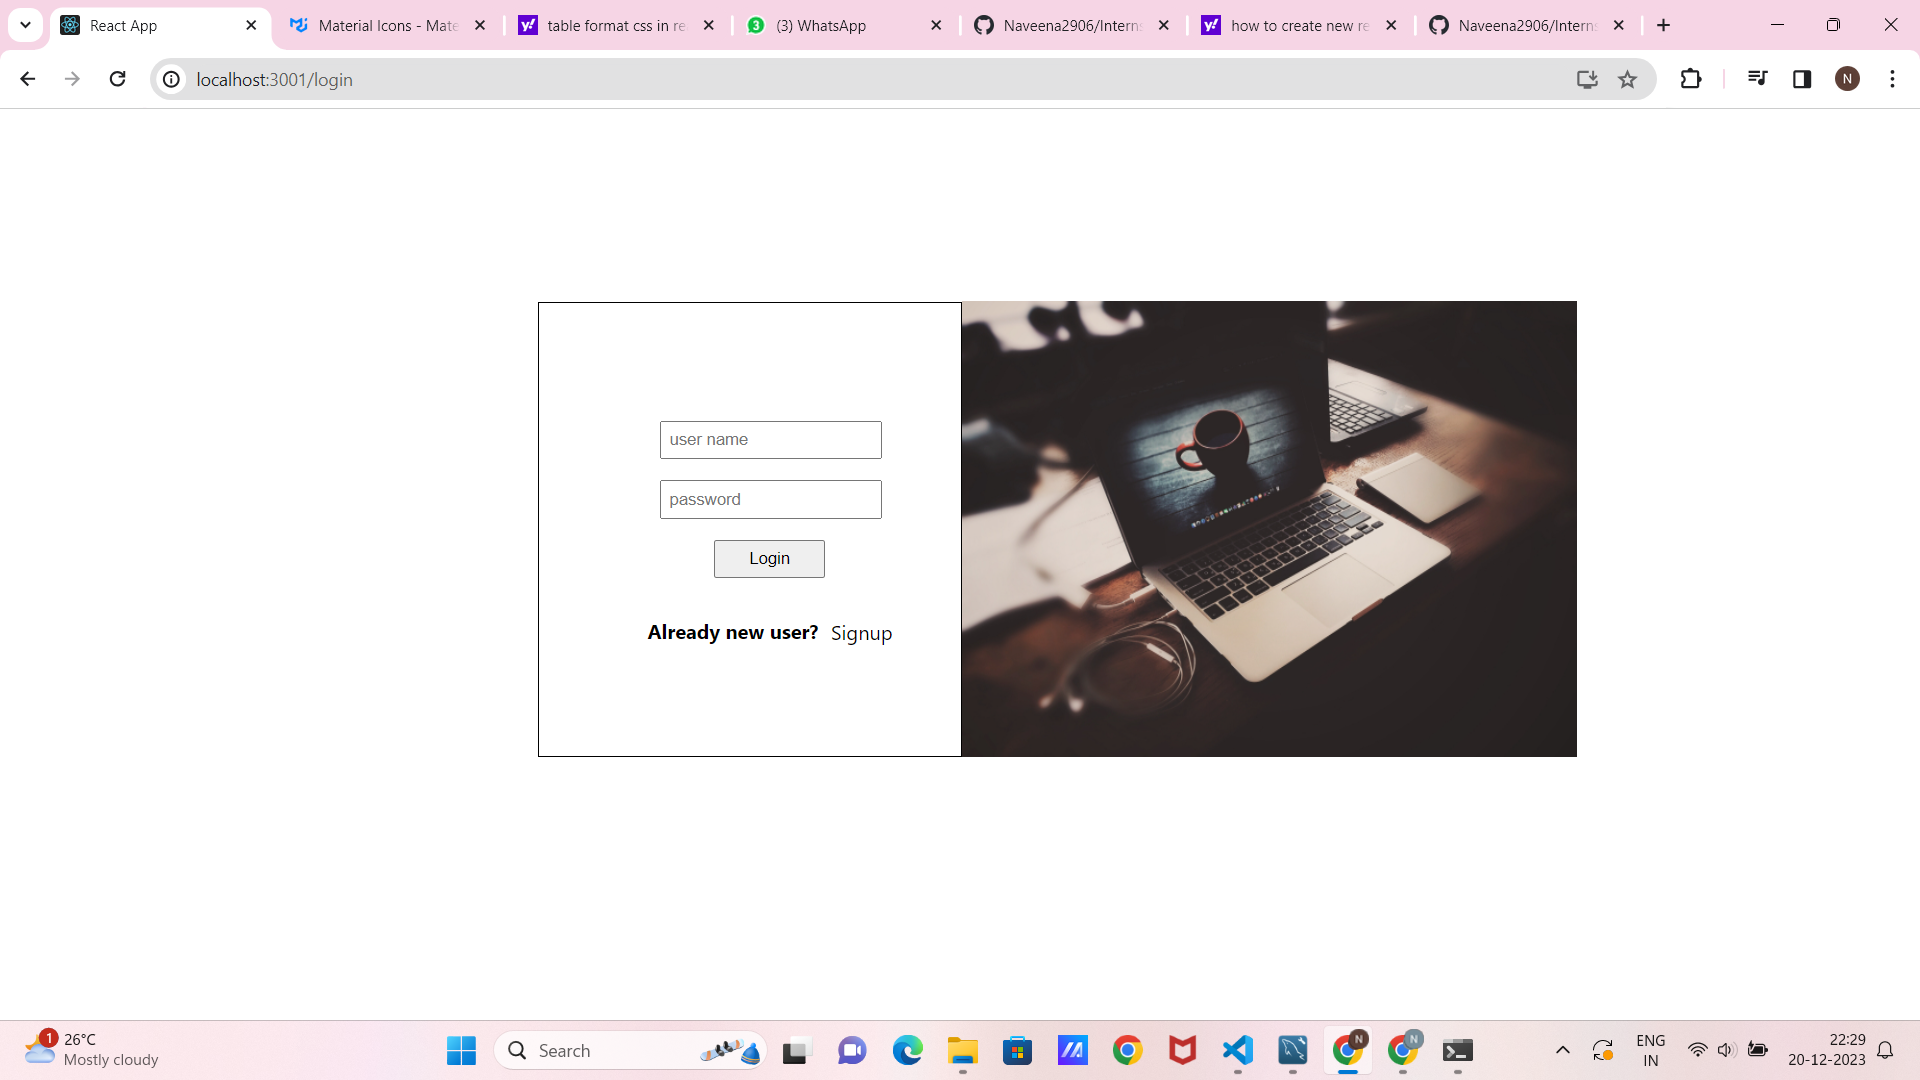 React App
Material Icons - Mate
table format css in re
(3) WhatsApp
Naveena2906/Interns
how to create new re
Naveena2906/Interns
localhost:3001/login
N
user name
password
Login
Already new user? Signup
1
26°C
Mostly cloudy
Search
N
N
ENG
IN
22:29
20-12-2023